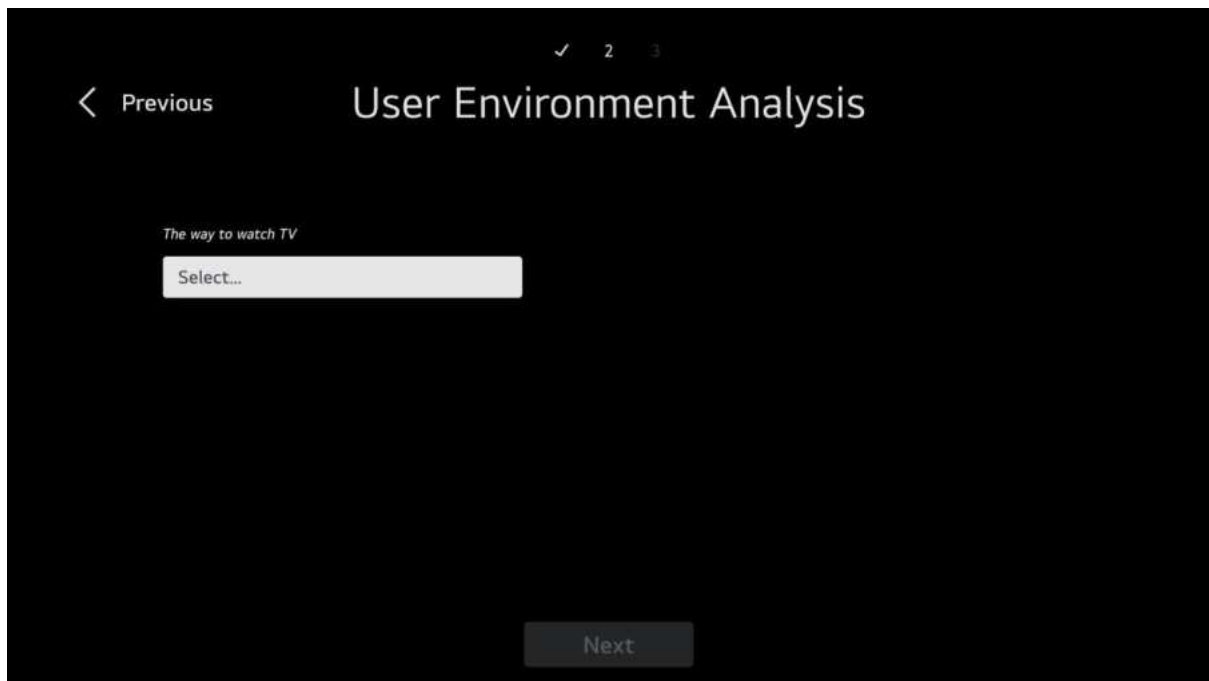 ✓ 2 3
Previous
User Environment Analysis
The way to watch TV
Select...
Next